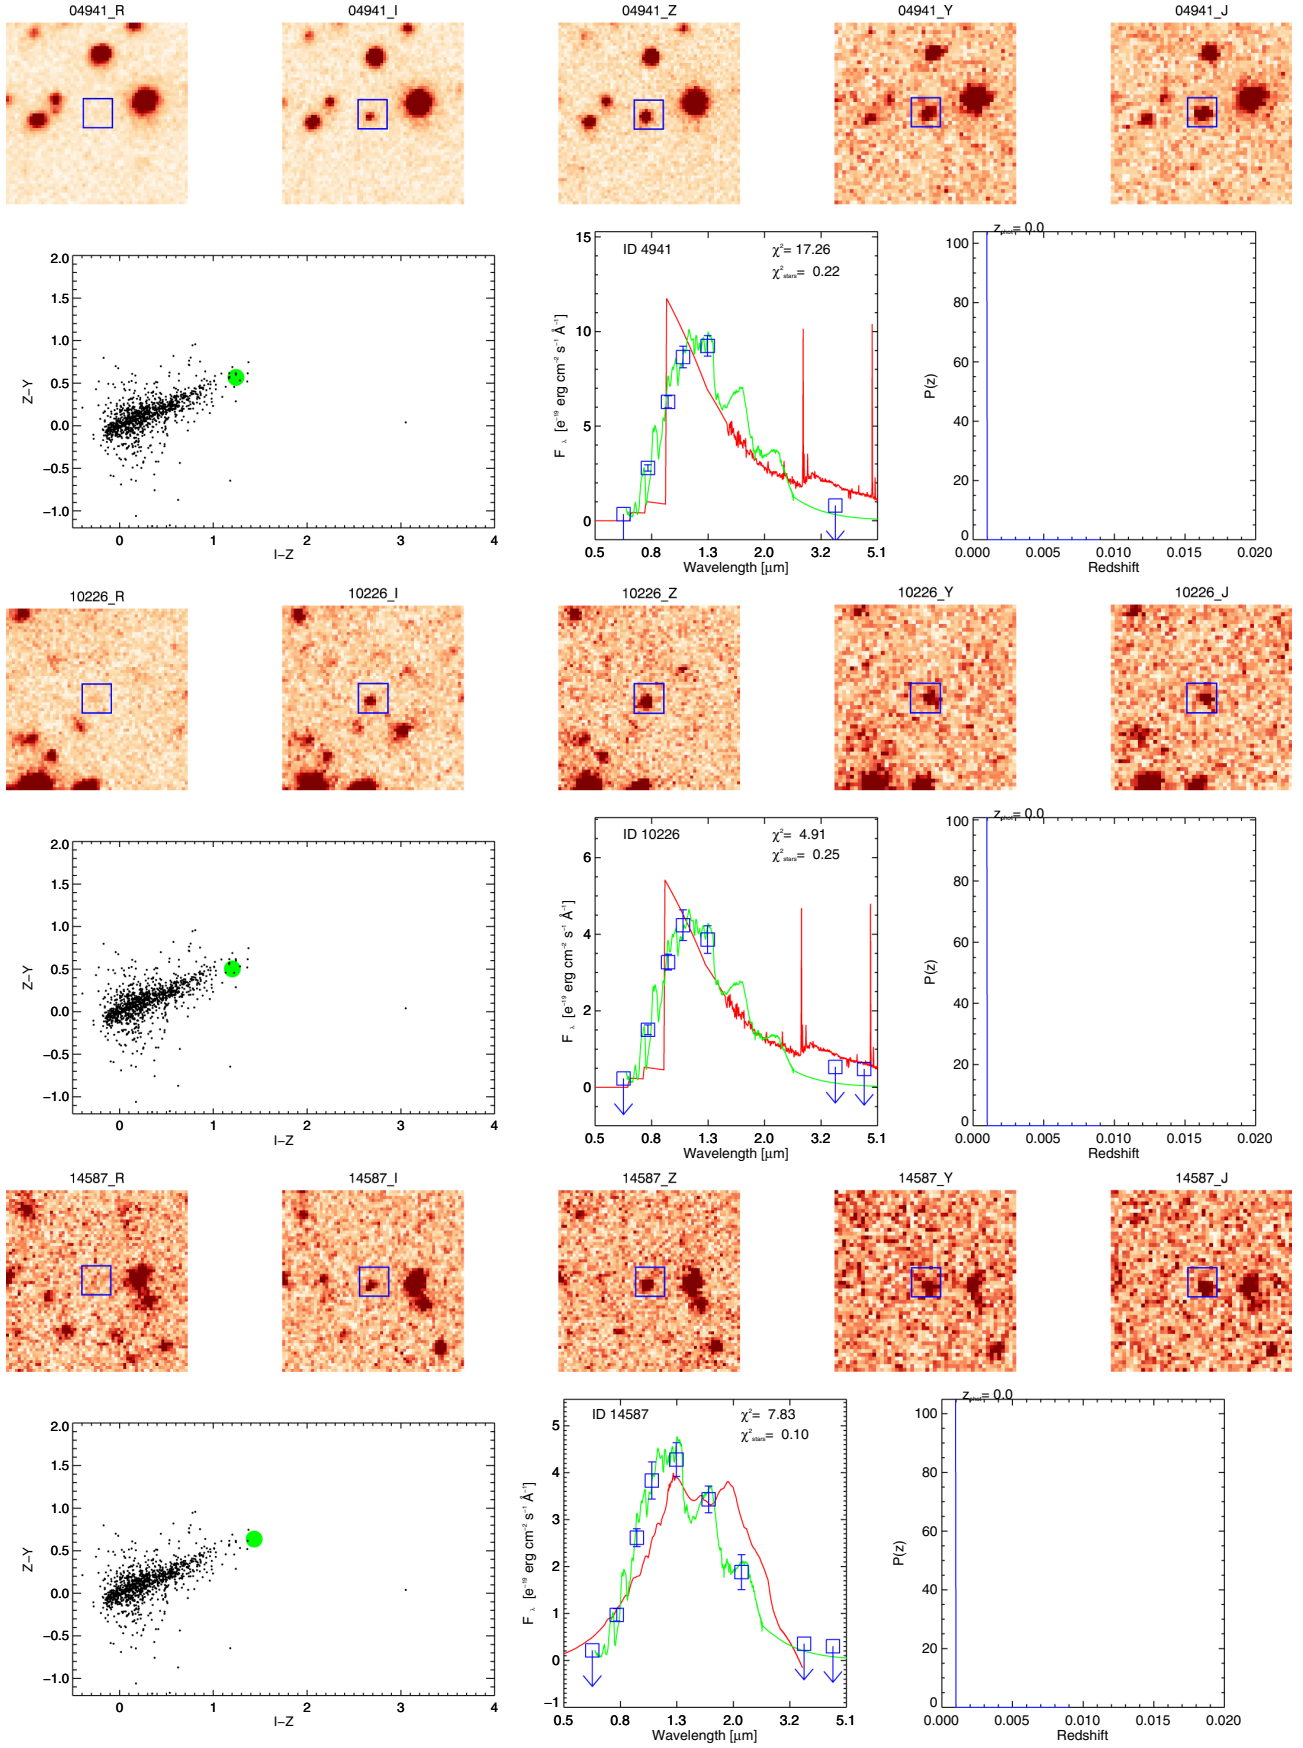 04941_R 04941_I 04941_Z 04941_Y 04941_J
2.0
1.5
1.0
0.5
0.0
−0.5
−1.0
Z−Y
0 1 2 3 4
I−Z
ID 4941
χ²= 17.26
χ²stars= 0.22
15
10
5
0
F λ [e⁻¹⁹ erg cm⁻² s⁻¹ Å⁻¹]
0.5 0.8 1.3 2.0 3.2 5.1
Wavelength [μm]
zphot= 0.0
100
80
60
40
20
0
P(z)
0.000 0.005 0.010 0.015 0.020
Redshift
10226_R 10226_I 10226_Z 10226_Y 10226_J
2.0
1.5
1.0
0.5
0.0
−0.5
−1.0
Z−Y
0 1 2 3 4
I−Z
ID 10226
χ²= 4.91
χ²stars= 0.25
6
4
2
0
F λ [e⁻¹⁹ erg cm⁻² s⁻¹ Å⁻¹]
0.5 0.8 1.3 2.0 3.2 5.1
Wavelength [μm]
zphot= 0.0
100
80
60
40
20
0
P(z)
0.000 0.005 0.010 0.015 0.020
Redshift
14587_R 14587_I 14587_Z 14587_Y 14587_J
2.0
1.5
1.0
0.5
0.0
−0.5
−1.0
Z−Y
0 1 2 3 4
I−Z
ID 14587
χ²= 7.83
χ²stars= 0.10
5
4
3
2
1
0
−1
F λ [e⁻¹⁹ erg cm⁻² s⁻¹ Å⁻¹]
0.5 0.8 1.3 2.0 3.2 5.1
Wavelength [μm]
zphot= 0.0
100
80
60
40
20
0
P(z)
0.000 0.005 0.010 0.015 0.020
Redshift